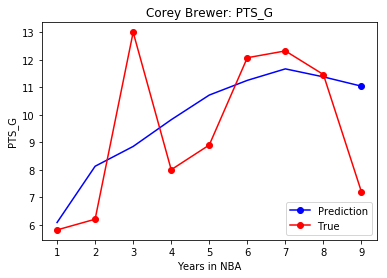 Corey Brewer: PTS_G
13
12
11
10
9
8
7
6
PTS_G
1 2 3 4 5 6 7 8 9
Years in NBA
Prediction
True